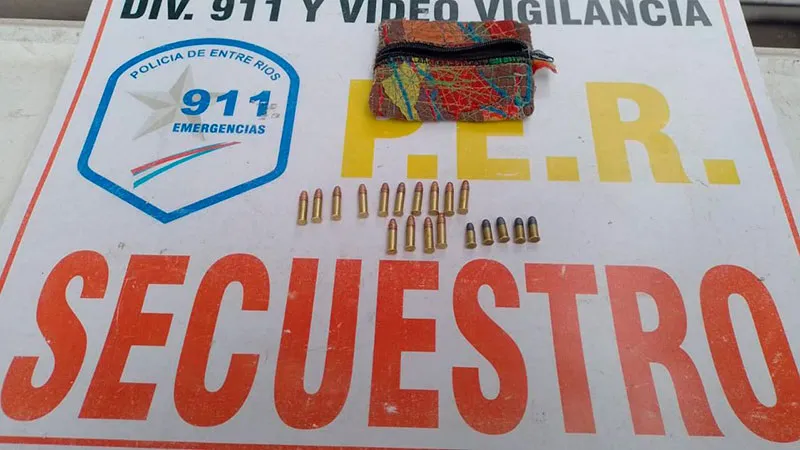 DIV. 911 Y VIDEO VIGILANCIA
POLICIA DE ENTRE RIOS
911
EMERGENCIAS
P.E.R.
SECUESTRO